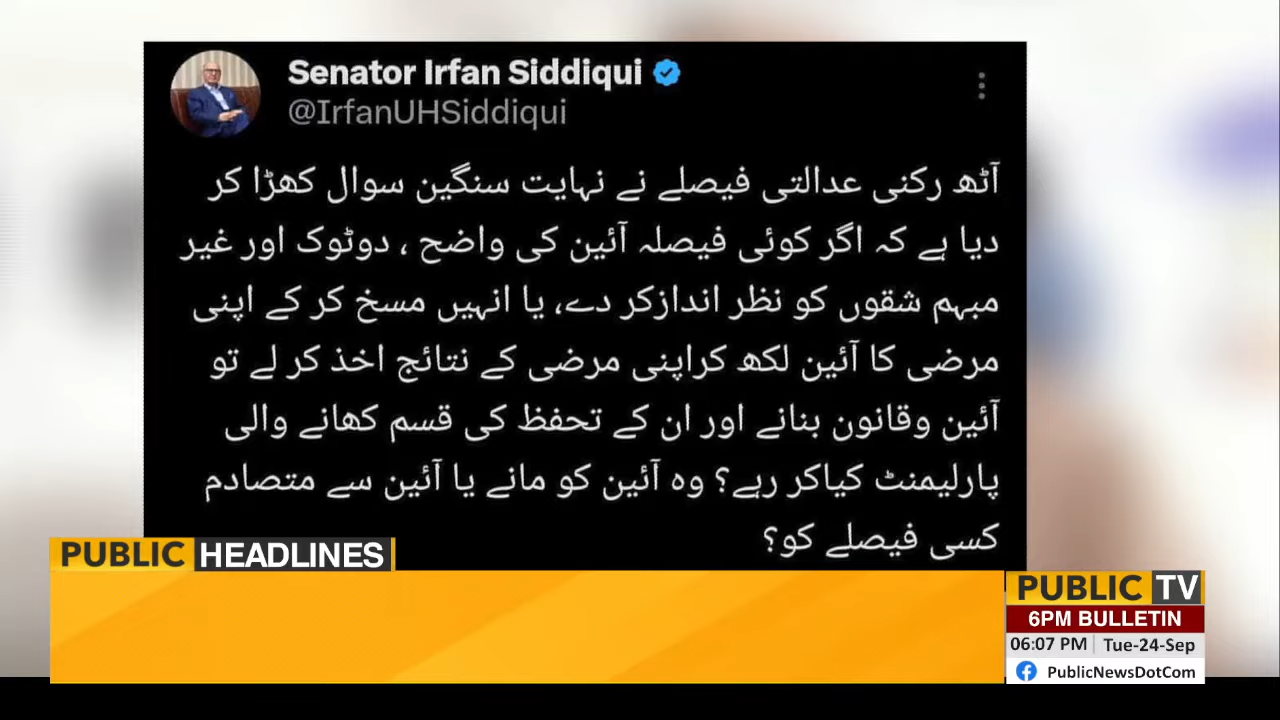 Senator Irfan Siddiqui
@IrfanUHSiddiqui
آٹھ رکنی عدالتی فیصلے نے نہایت سنگین سوال کھڑا کر
دیا ہے کہ اگر کوئی فیصلہ آئین کی واضح ، دوٹوک اور غیر
مبہم شقوں کو نظر اندازکر دے، یا انہیں مسخ کر کے اپنی
مرضی کا آئین لکھ کراپنی مرضی کے نتائج اخذ کر لے تو
آئین وقانون بنانے اور ان کے تحفظ کی قسم کھانے والی
پارلیمنٹ کیاکر رہے؟ وہ آئین کو مانے یا آئین سے متصادم
کسی فیصلے کو؟
PUBLIC HEADLINES
PUBLIC TV
6PM BULLETIN
06:07 PM Tue-24-Sep
PublicNewsDotCom